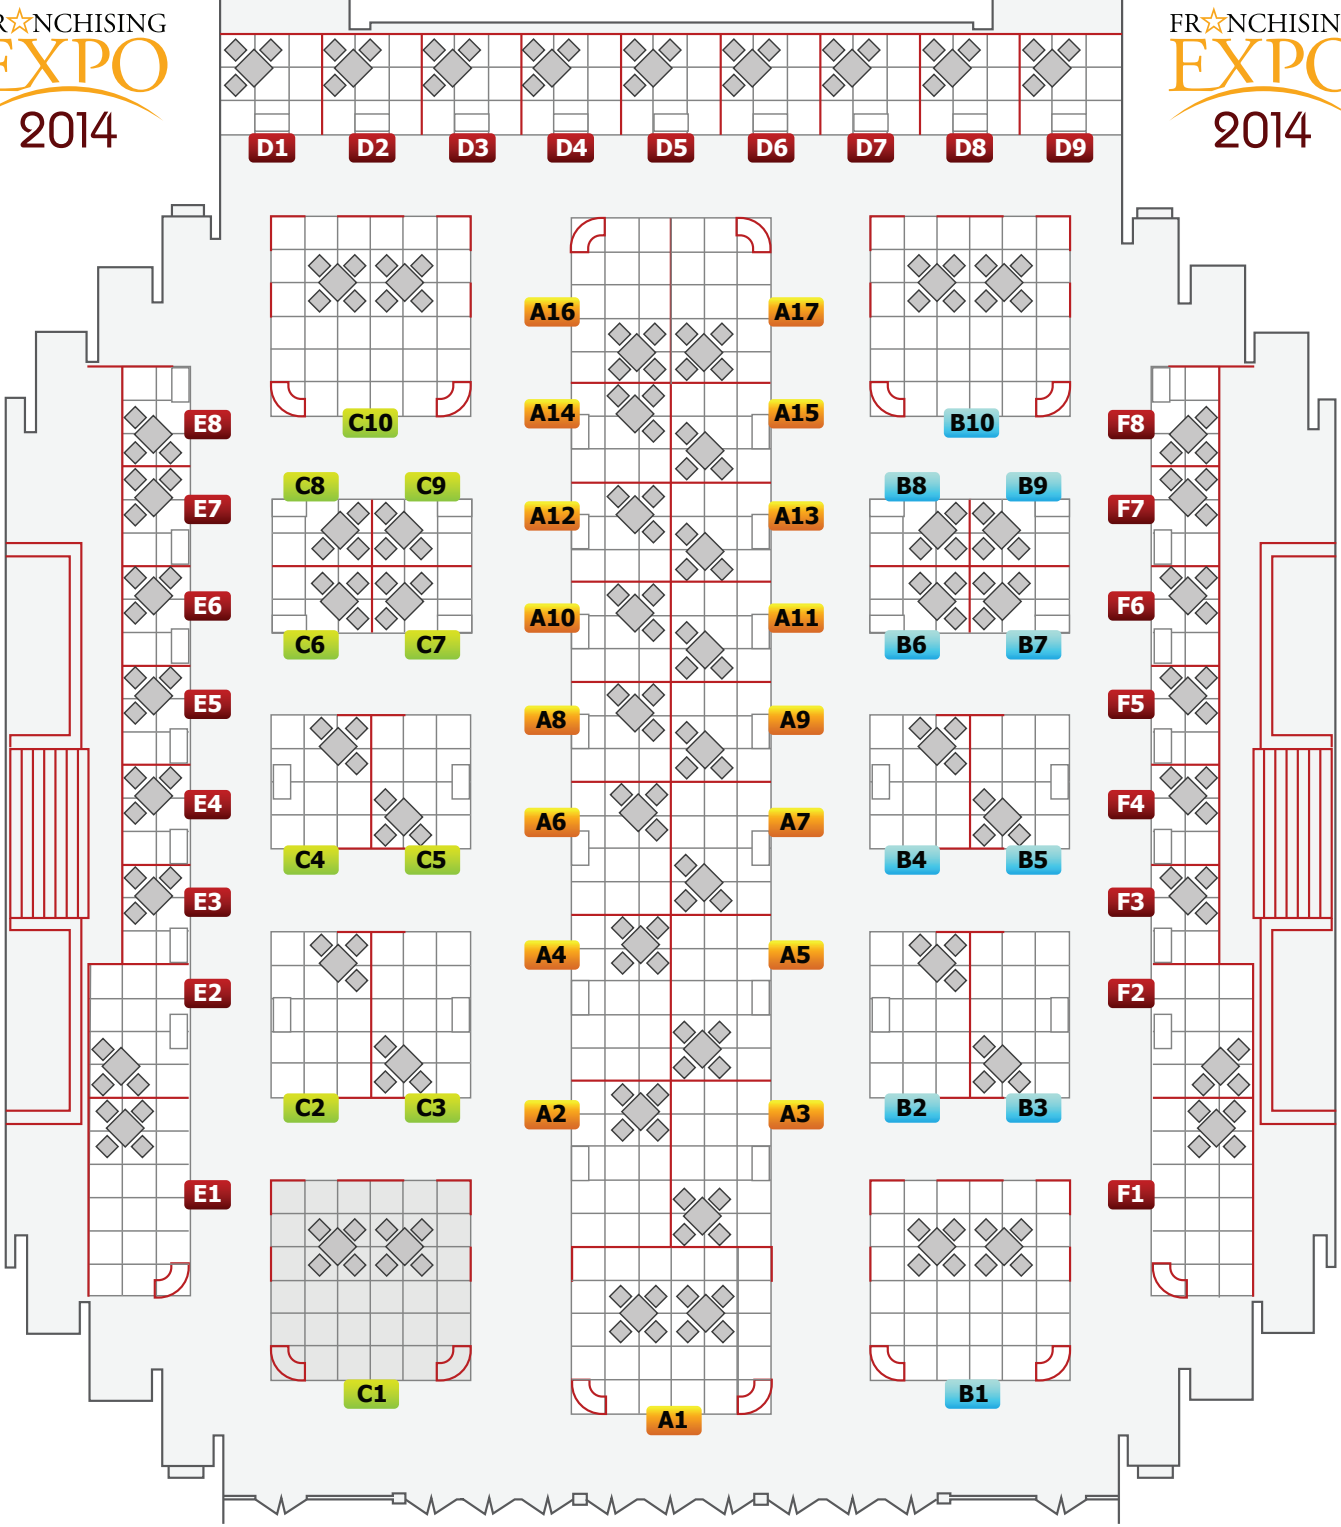 R☆NCHISING
EXPO
2014
FR☆NCHISIN
EXPO
2014
D1 D2 D3 D4 D5 D6 D7 D8 D9
A16 A17
C10 B10
A14 A15
E8 F8
C8 C9 B8 B9
E7 A12 A13 F7
E6 A10 A11 F6
C6 C7 B6 B7
E5 A8 A9 F5
E4 A6 A7 F4
C4 C5 B4 B5
E3 F3
A4 A5
E2 F2
C2 C3 A2 A3 B2 B3
E1 F1
C1 B1
A1